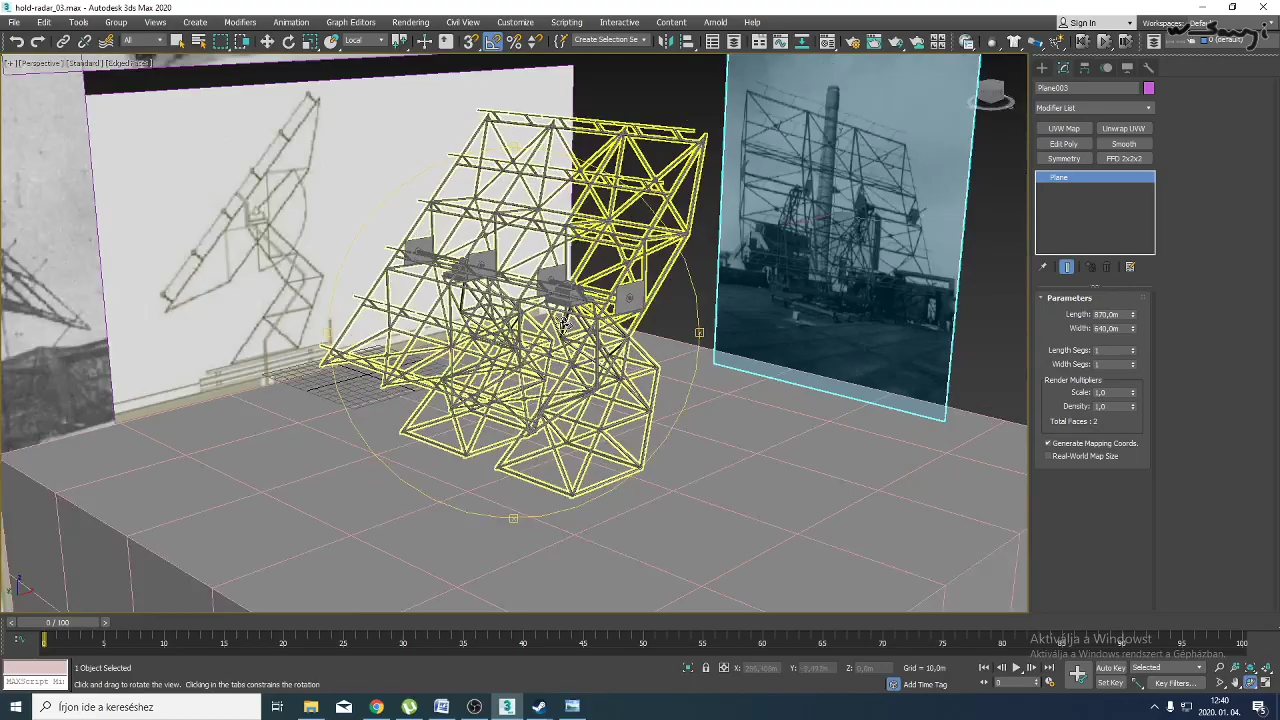 hold-radar_03.max - Autodesk 3ds Max 2020
File Edit Tools Group Views Create Modifiers Animation Graph Editors Rendering Civil View Customize Scripting Interactive Content Arnold Help
Sign In
Workspaces: Default
All
Local
Create Selection Se
0 (default)
[+] [Perspective] [Standard] [Edged Faces]
Plane003
Modifier List
UVW Map Unwrap UVW
Edit Poly Smooth
Symmetry FFD 2x2x2
Plane
Parameters
Length: 870,0m
Width: 640,0m
Length Segs: 1
Width Segs: 1
Render Multipliers
Scale: 1,0
Density: 1,0
Total Faces : 2
Generate Mapping Coords.
Real-World Map Size
0 / 100
0 5 10 15 20 25 30 35 40 45 50 55 60 65 70 75 80 85 90 95 100
Aktiválja a Windowst
Aktiválja a Windows rendszert a Gépházban.
1 Object Selected
X: Y: Z: 0,0m
Grid = 10,0m
Auto Key Selected
MAXScript Mi
Click and drag to rotate the view. Clicking in the tabs constrains the rotation
Add Time Tag
0
Set Key Key Filters...
Írjon ide a kereséshez
12:40
2020. 01. 04.